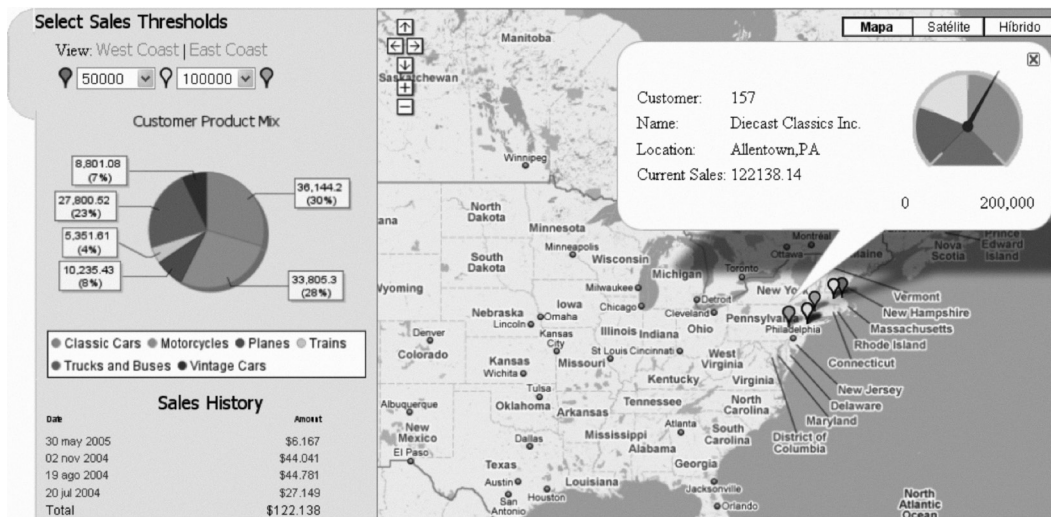 Select Sales Thresholds
View: West Coast | East Coast
50000 100000
Customer Product Mix
8,801.08
(7%)
36,144.2
(30%)
27,800.52
(23%)
5,351.61
(4%)
10,235.43
(8%)
33,805.3
(28%)
Classic Cars Motorcycles Planes Trains
Trucks and Buses Vintage Cars
Sales History
Date Amount
30 may 2005 $6.167
02 nov 2004 $44.041
19 ago 2004 $44.781
20 jul 2004 $27.149
Total $122.138
Mapa Satélite Híbrido
Customer: 157
Name: Diecast Classics Inc.
Location: Allentown,PA
Current Sales: 122138.14
0 200,000
Manitoba
Saskatchewan
Winnipeg
North
Dakota
Minnesota
Minneapolis
South
Dakota
Wisconsin
Michigan
Toronto
Montréal
Ottawa
Maine
Nova
Scotia
Prince
Edward
Island
Wyoming
Milwaukee
Detroit
New York
Vermont
Nebraska
Iowa
Chicago
Cleveland
Pennsylvania
New Hampshire
Lincoln
Omaha
Illinois
Indiana
Ohio
Philadelphia
Massachusetts
Rhode Island
Denver
Colorado
Kansas
City
Kansas
Missouri
St Louis
Cincinnati
West
Virginia
Connecticut
Wichita
Kentucky
Virginia
New Jersey
Delaware
Maryland
District of
Columbia
Tulsa
Oklahoma
Arkansas
Tennessee
North
Carolina
Albuquerque
New
Mexico
El Paso
Dallas
Mississippi
Alabama
Atlanta
South
Carolina
Georgia
Texas
Austin
San
Antonio
Houston
Louisiana
Jacksonville
Orlando
North
Atlantic
Ocean